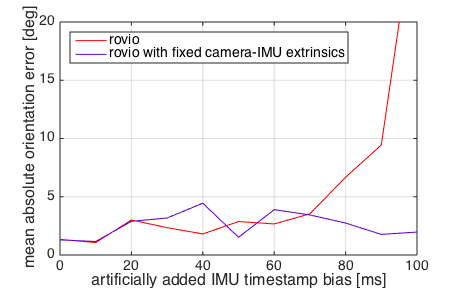 mean absolute orientation error [deg]
20
15
10
5
0
rovio
rovio with fixed camera-IMU extrinsics
0 20 40 60 80 100
artificially added IMU timestamp bias [ms]